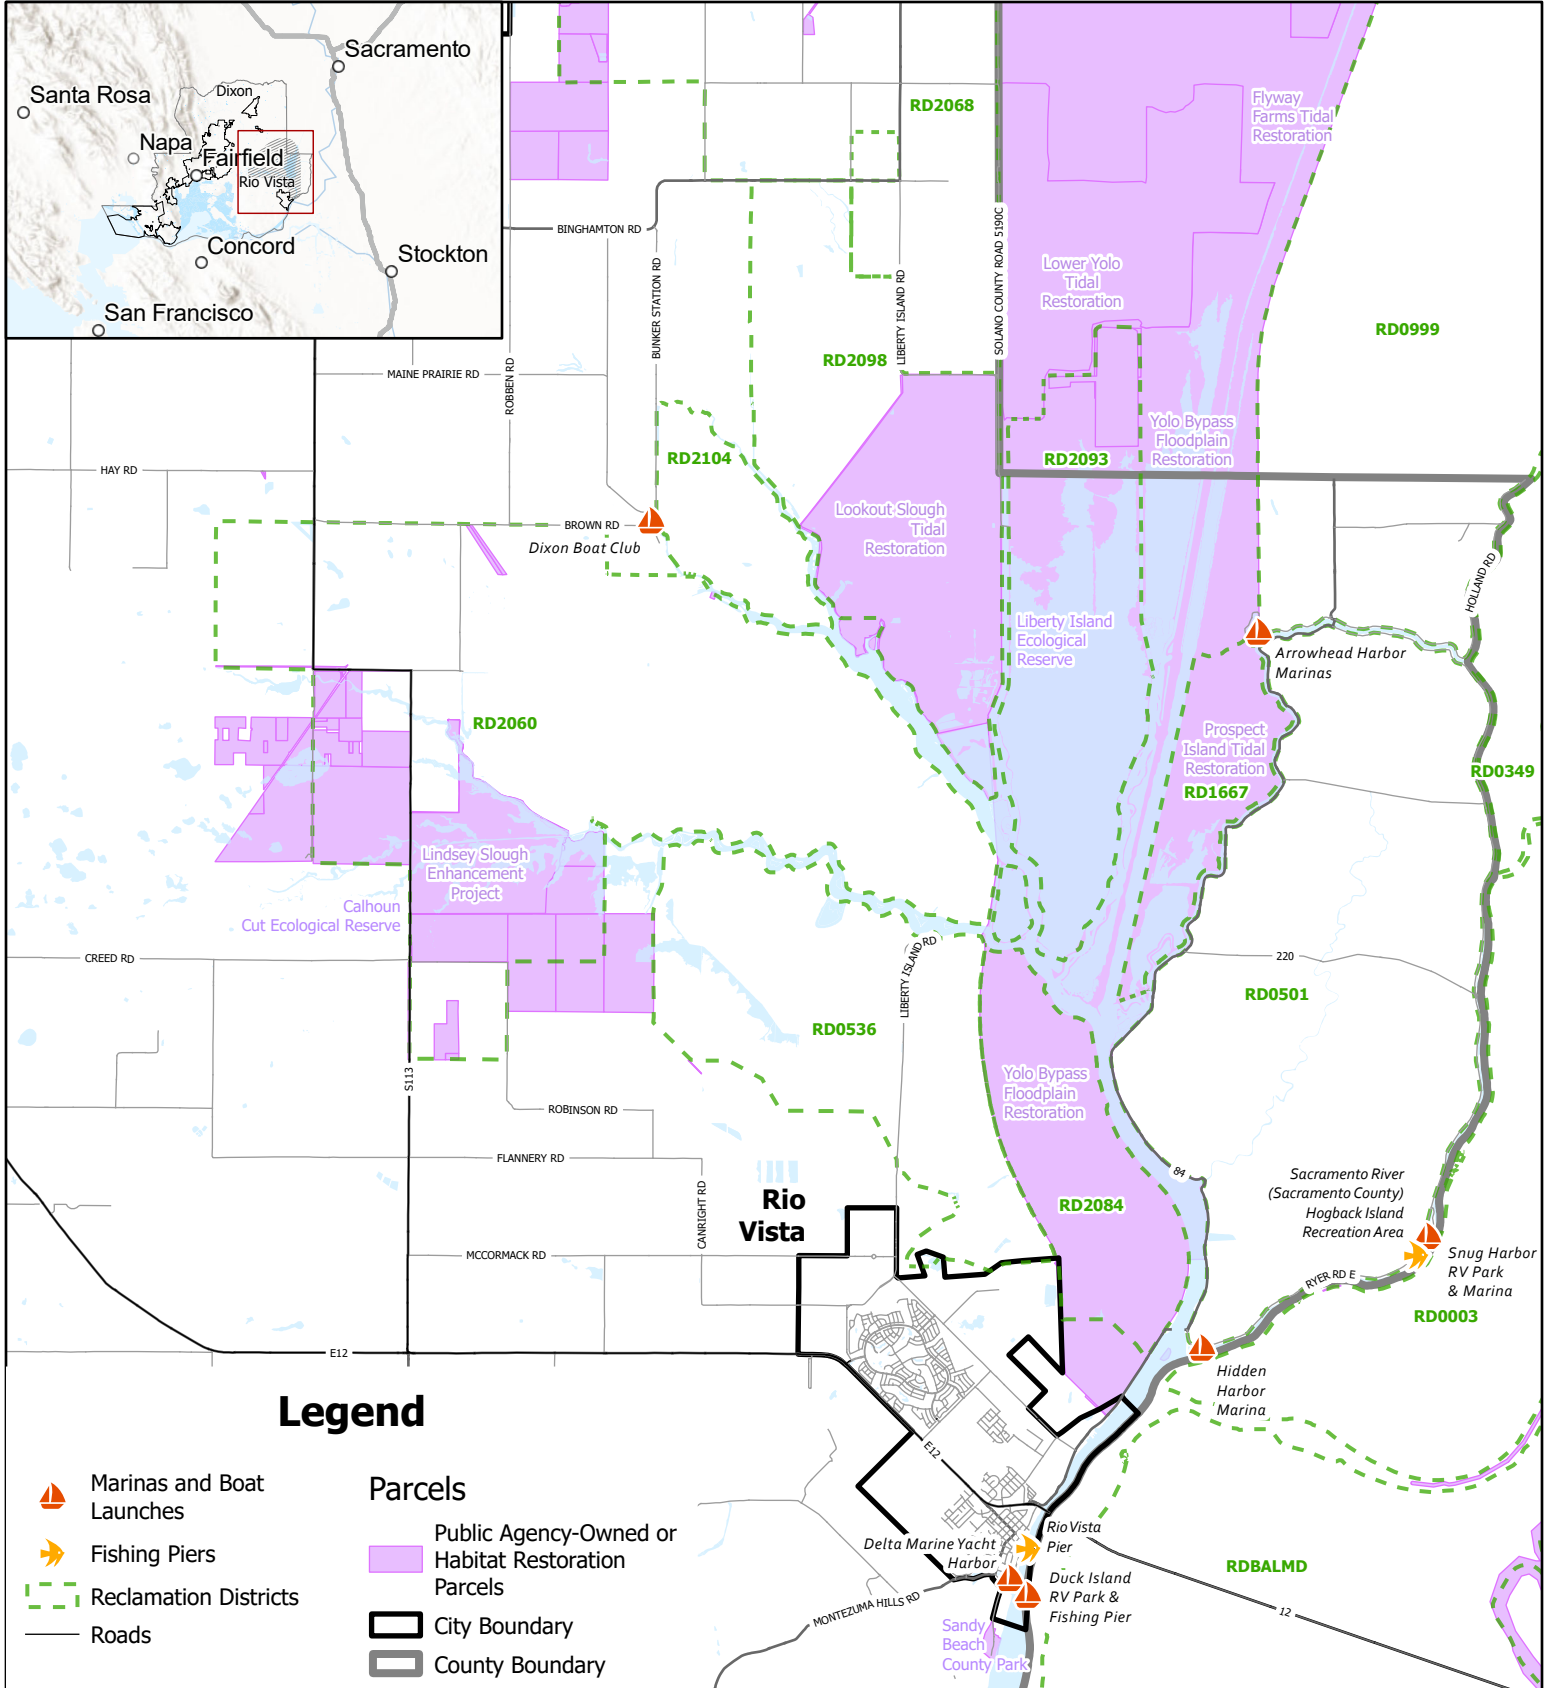 Sacramento
Santa Rosa
Dixon
Napa
Fairfield
Rio Vista
Concord
Stockton
San Francisco
RD2068
Flyway
Farms Tidal
Restoration
BINGHAMTON RD
BUNKER STATION RD
LIBERTY ISLAND RD
SOLANO COUNTY ROAD 5190C
Lower Yolo
Tidal
Restoration
RD0999
RD2098
MAINE PRAIRIE RD
ROBBEN RD
Yolo Bypass
Floodplain
Restoration
RD2104
RD2093
HAY RD
Lookout Slough
Tidal
Restoration
BROWN RD
Dixon Boat Club
HOLLAND RD
Liberty Island
Ecological
Reserve
Arrowhead Harbor
Marinas
RD2060
Prospect
Island Tidal
Restoration
RD1667
RD0349
Lindsey Slough
Enhancement
Project
Calhoun
Cut Ecological Reserve
CREED RD
LIBERTY ISLAND RD
220
RD0501
RD0536
S113
Yolo Bypass
Floodplain
Restoration
ROBINSON RD
FLANNERY RD
84
CANRIGHT RD
Rio
Vista
RD2084
Sacramento River
(Sacramento County)
Hogback Island
Recreation Area
MCCORMACK RD
Snug Harbor
RV Park
& Marina
RYER RD E
RD0003
E12
Hidden
Harbor
Marina
E12
Legend
Marinas and Boat
Launches
Fishing Piers
Reclamation Districts
Roads
Parcels
Public Agency-Owned or
Habitat Restoration
Parcels
City Boundary
County Boundary
Rio Vista
Pier
Delta Marine Yacht
Harbor
Duck Island
RV Park &
Fishing Pier
MONTEZUMA HILLS RD
RDBALMD
12
Sandy
Beach
County Park